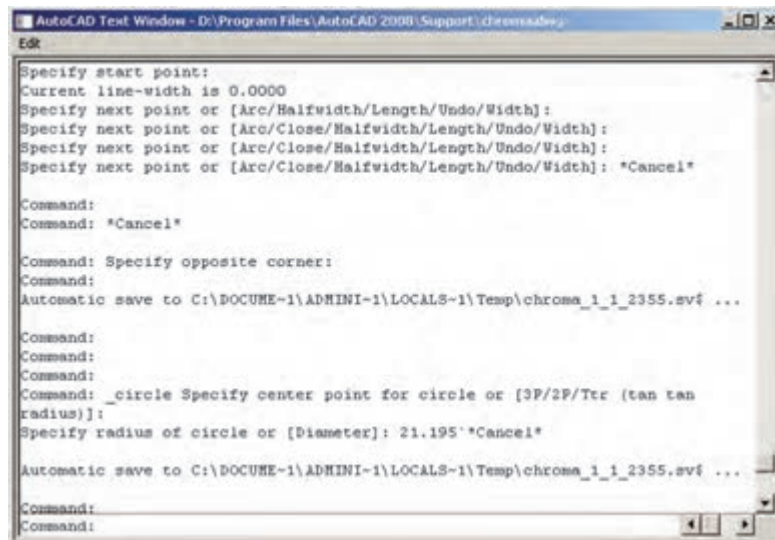 AutoCAD Text Window - D:\Program Files\AutoCAD 2008\Support\chroma.dwg
Edit
Specify start point:
Current line-width is 0.0000
Specify next point or [Arc/Halfwidth/Length/Undo/Width]:
Specify next point or [Arc/Close/Halfwidth/Length/Undo/Width]:
Specify next point or [Arc/Close/Halfwidth/Length/Undo/Width]:
Specify next point or [Arc/Close/Halfwidth/Length/Undo/Width]: *Cancel*
Command:
Command: *Cancel*
Command: Specify opposite corner:
Command:
Automatic save to C:\DOCUME~1\ADMINI~1\LOCALS~1\Temp\chroma_1_1_2355.sv$ ...
Command:
Command:
Command:
Command: _circle Specify center point for circle or [3P/2P/Ttr (tan tan
radius)]:
Specify radius of circle or [Diameter]: 21.195`*Cancel*
Automatic save to C:\DOCUME~1\ADMINI~1\LOCALS~1\Temp\chroma_1_1_2355.sv$ ...
Command:
Command: